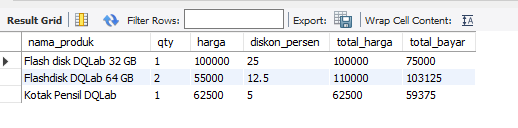 Result Grid Filter Rows: Export: Wrap Cell Content:
nama_produk qty harga diskon_persen total_harga total_bayar
Flash disk DQLab 32 GB 1 100000 25 100000 75000
Flashdisk DQLab 64 GB 2 55000 12.5 110000 103125
Kotak Pensil DQLab 1 62500 5 62500 59375